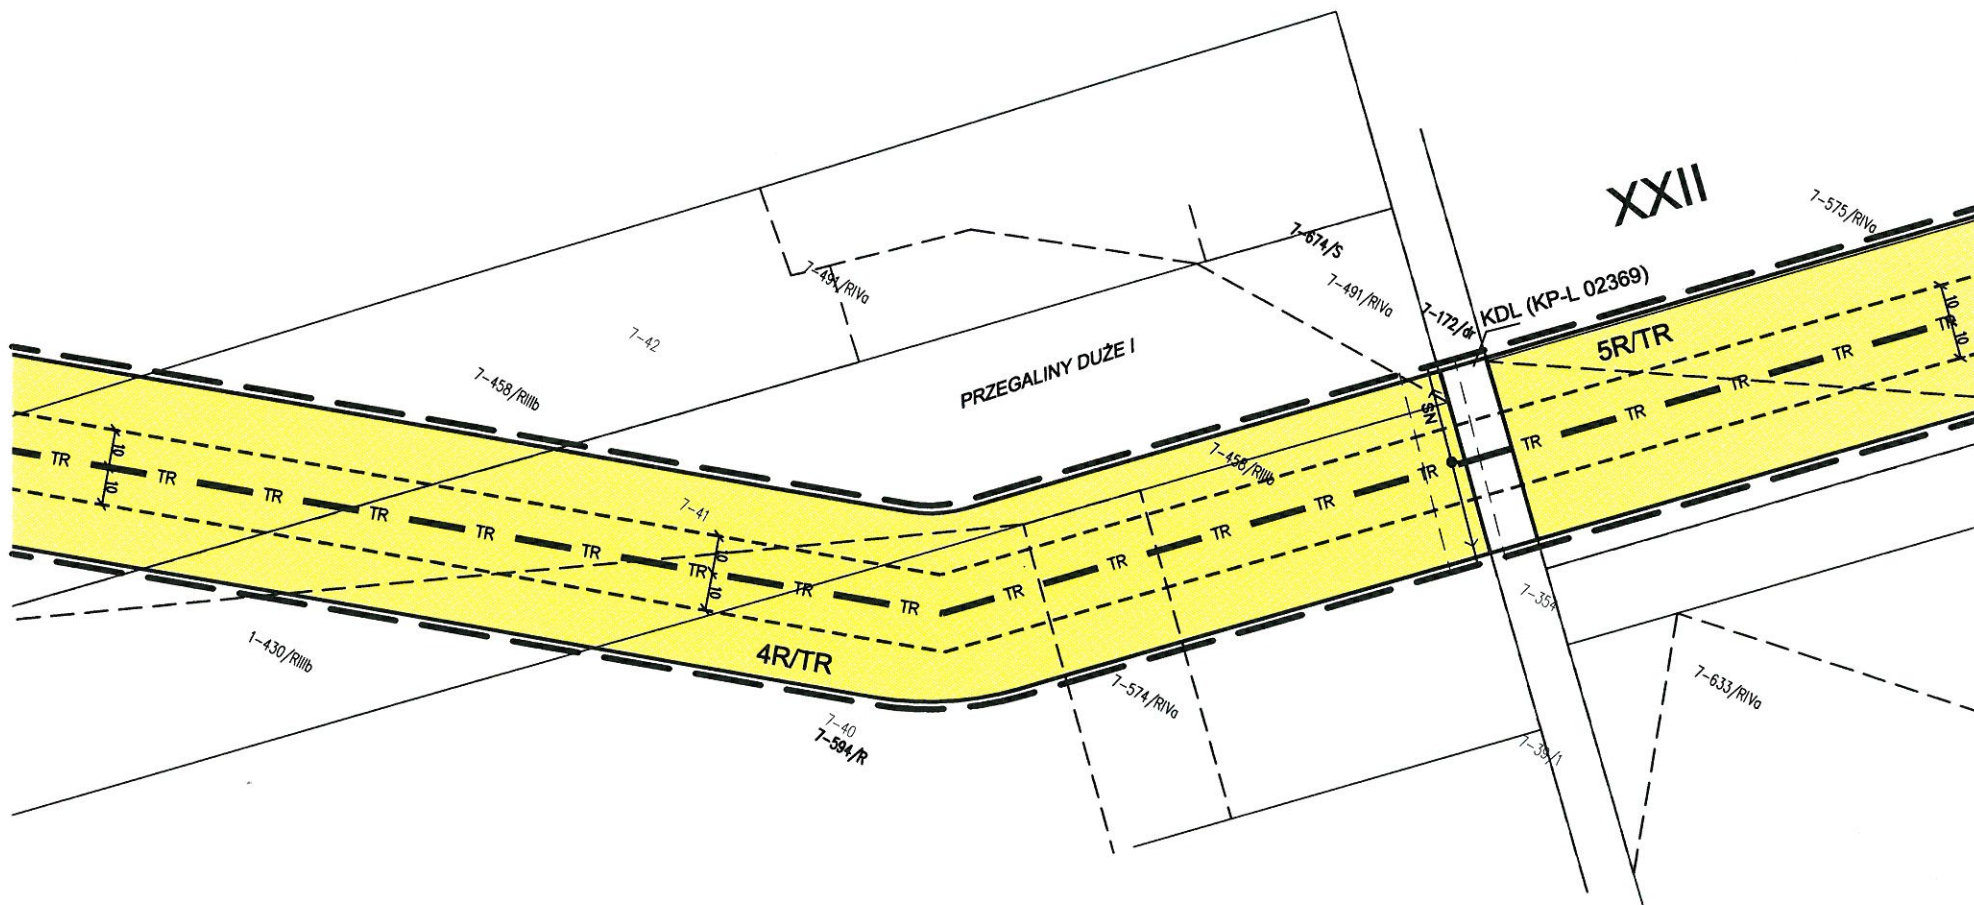 XXII
7-575/RIVa
7-674/S
7-491/RIVa
7-491/RIVa
KDL (KP-L 02369)
7-172/dr
7-42
5R/TR
PRZEGALINY DUŻE I
7-458/RIIIb
10
10
TR
TR
TR
TR
TR
SN
7-458/RIIIb
TR
TR
TR
TR
TR
10
10
TR
TR
TR
TR
TR
TR
TR
TR
TR
7-41
10
10
4R/TR
1-430/RIIIb
7-574/RIVa
7-354
7-633/RIVa
7-40
7-594/R
7-39/1